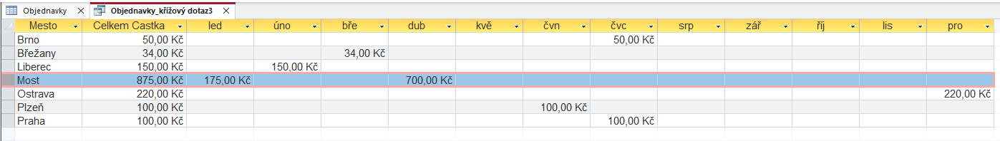 Objednavky Objednavky_křížový dotaz3
Mesto Celkem Castka led úno bře dub kvě čvn čvc srp zář říj lis pro
Brno 50,00 Kč 50,00 Kč
Břežany 34,00 Kč 34,00 Kč
Liberec 150,00 Kč 150,00 Kč
Most 875,00 Kč 175,00 Kč 700,00 Kč
Ostrava 220,00 Kč 220,00 Kč
Plzeň 100,00 Kč 100,00 Kč
Praha 100,00 Kč 100,00 Kč